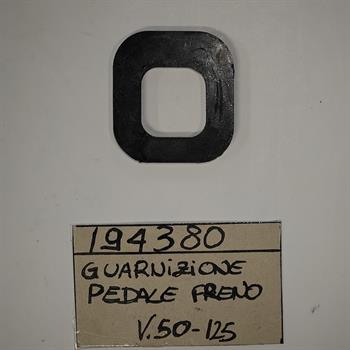 194380
GUARNIZIONE
PEDALE FRENO
V.50-125